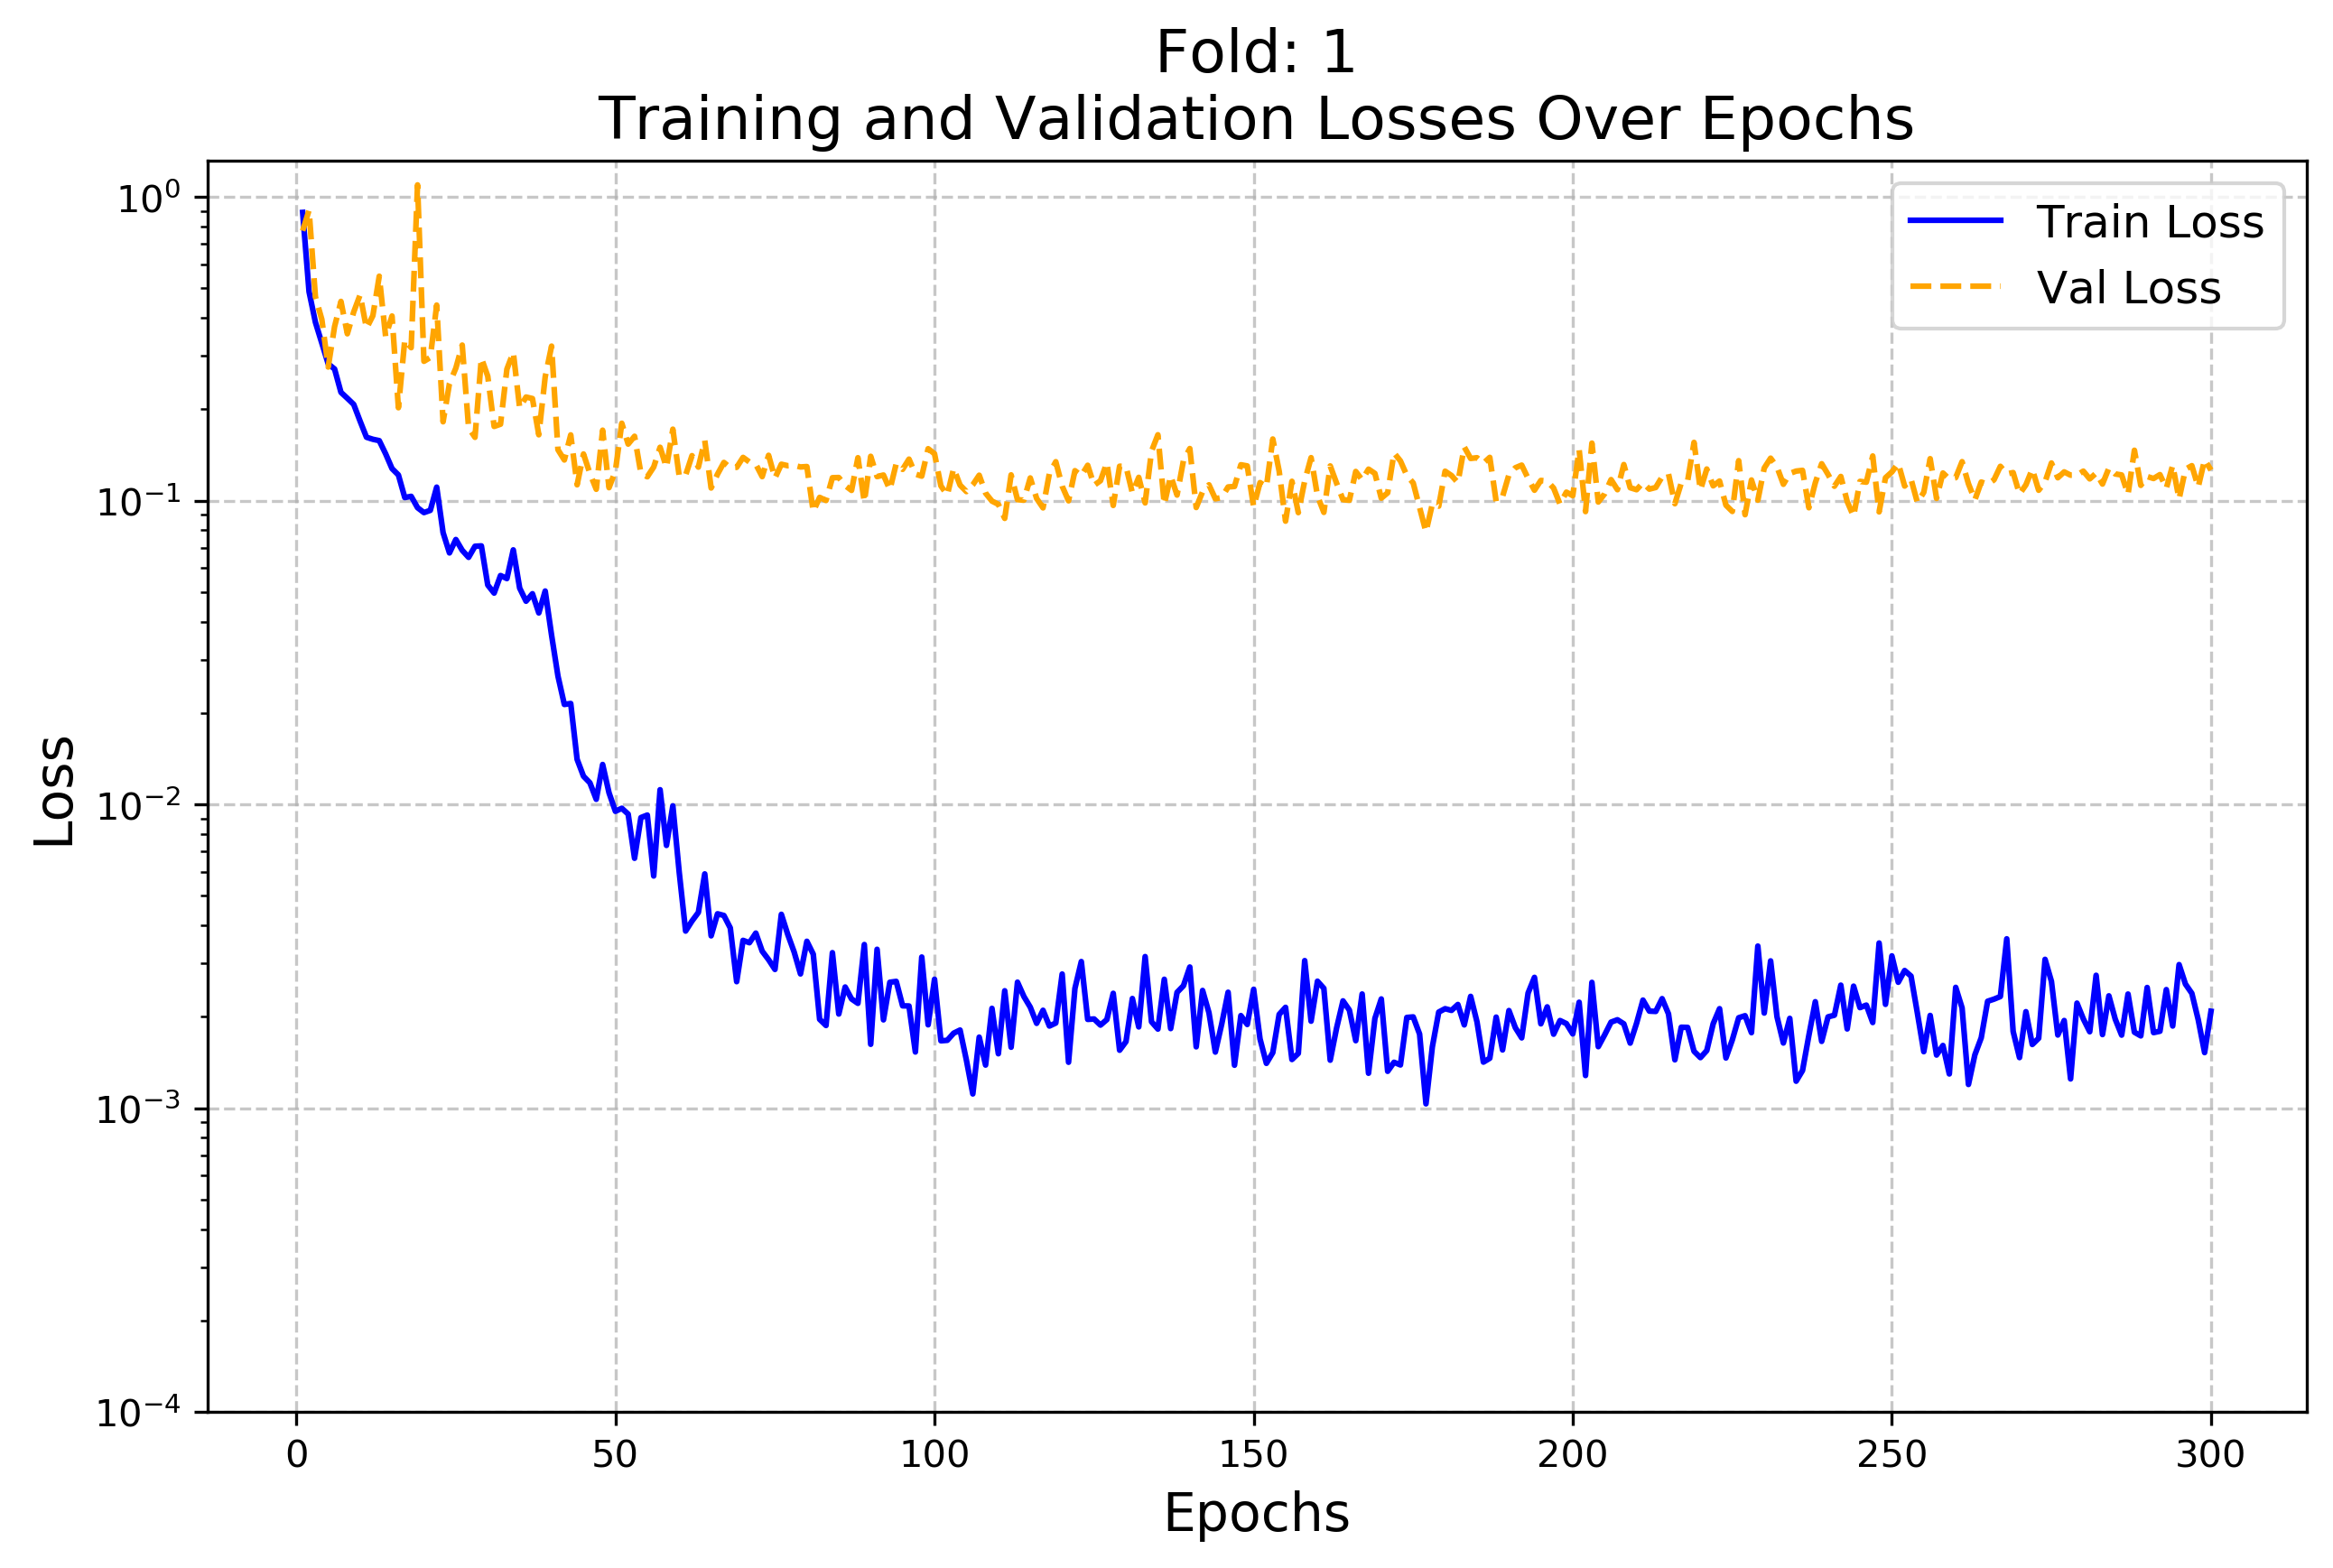 Fold: 1
Training and Validation Losses Over Epochs
Train Loss
Val Loss
Loss
10⁰
10⁻¹
10⁻²
10⁻³
10⁻⁴
0 50 100 150 200 250 300
Epochs